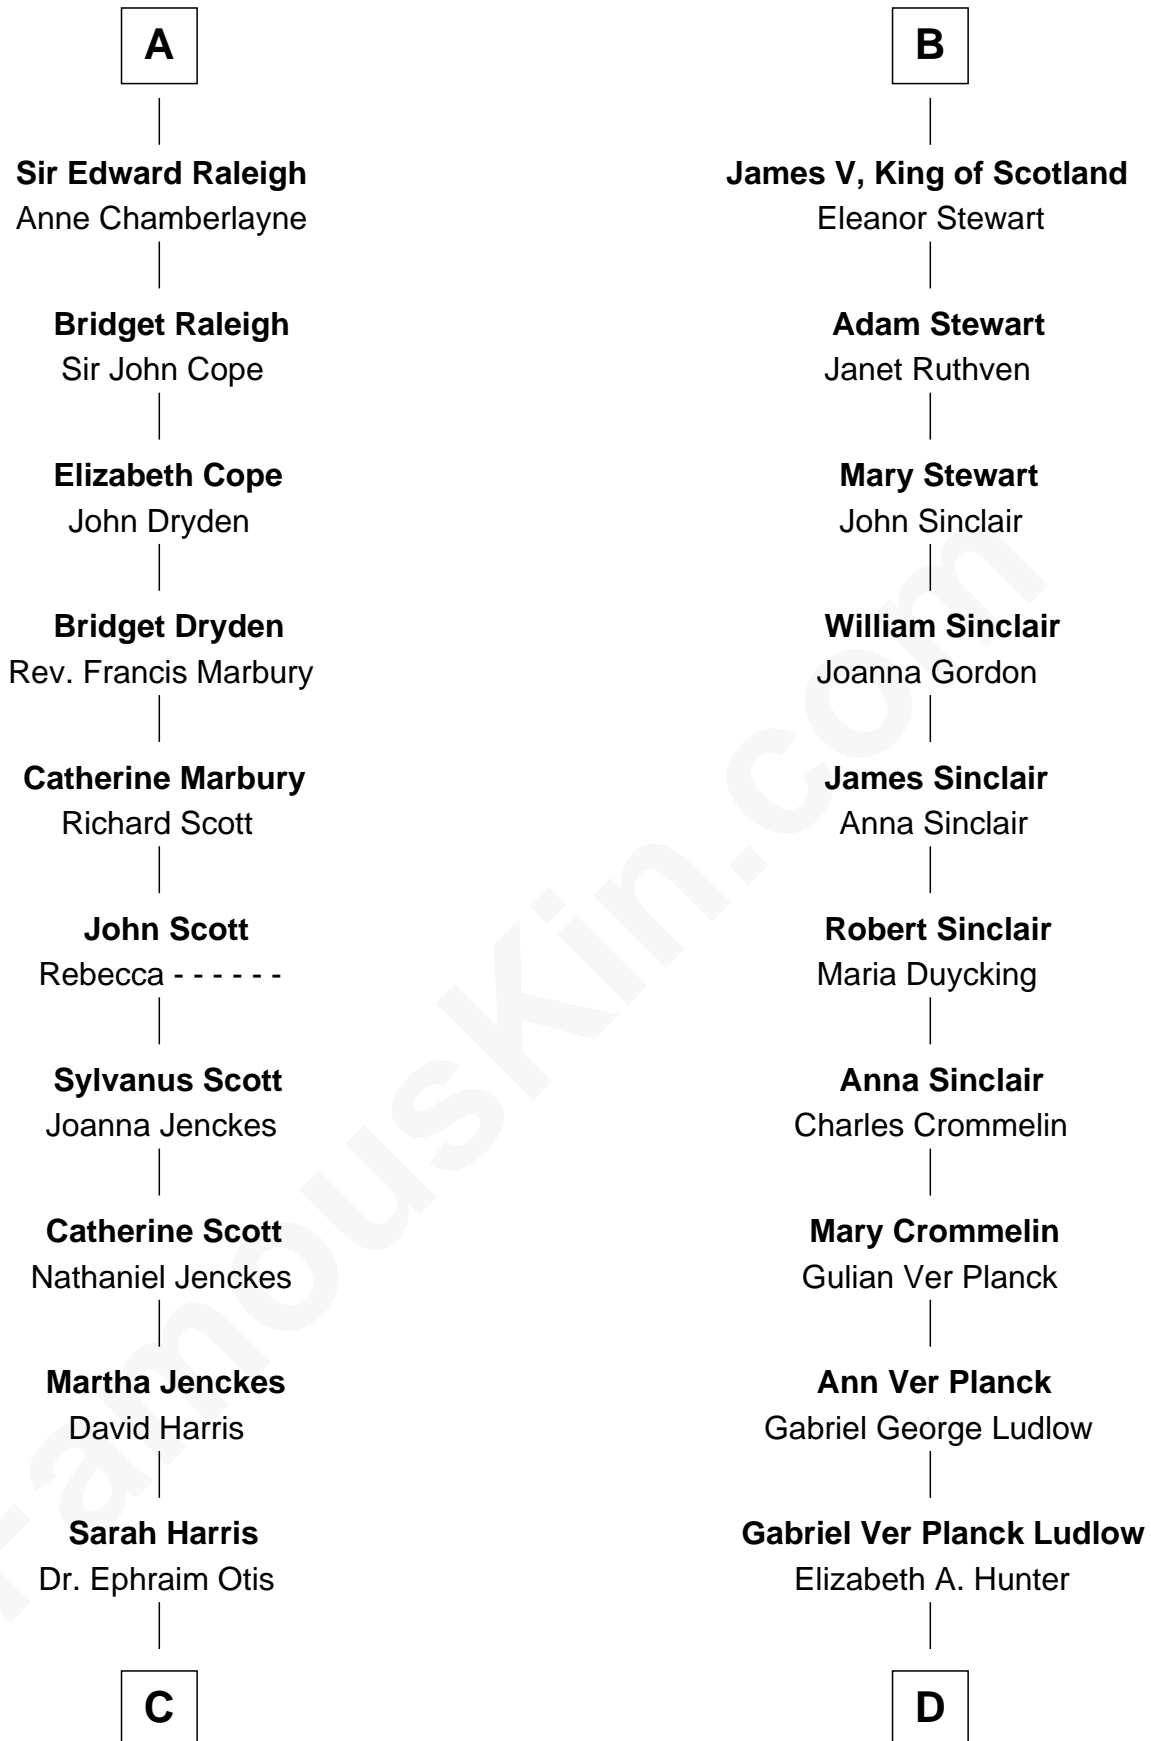 A
Sir Edward Raleigh
Anne Chamberlayne
Bridget Raleigh
Sir John Cope
Elizabeth Cope
John Dryden
Bridget Dryden
Rev. Francis Marbury
Catherine Marbury
Richard Scott
John Scott
Rebecca - - - - - -
Sylvanus Scott
Joanna Jenckes
Catherine Scott
Nathaniel Jenckes
Martha Jenckes
David Harris
Sarah Harris
Dr. Ephraim Otis
C
B
James V, King of Scotland
Eleanor Stewart
Adam Stewart
Janet Ruthven
Mary Stewart
John Sinclair
William Sinclair
Joanna Gordon
James Sinclair
Anna Sinclair
Robert Sinclair
Maria Duycking
Anna Sinclair
Charles Crommelin
Mary Crommelin
Gulian Ver Planck
Ann Ver Planck
Gabriel George Ludlow
Gabriel Ver Planck Ludlow
Elizabeth A. Hunter
D
FamousKin.com